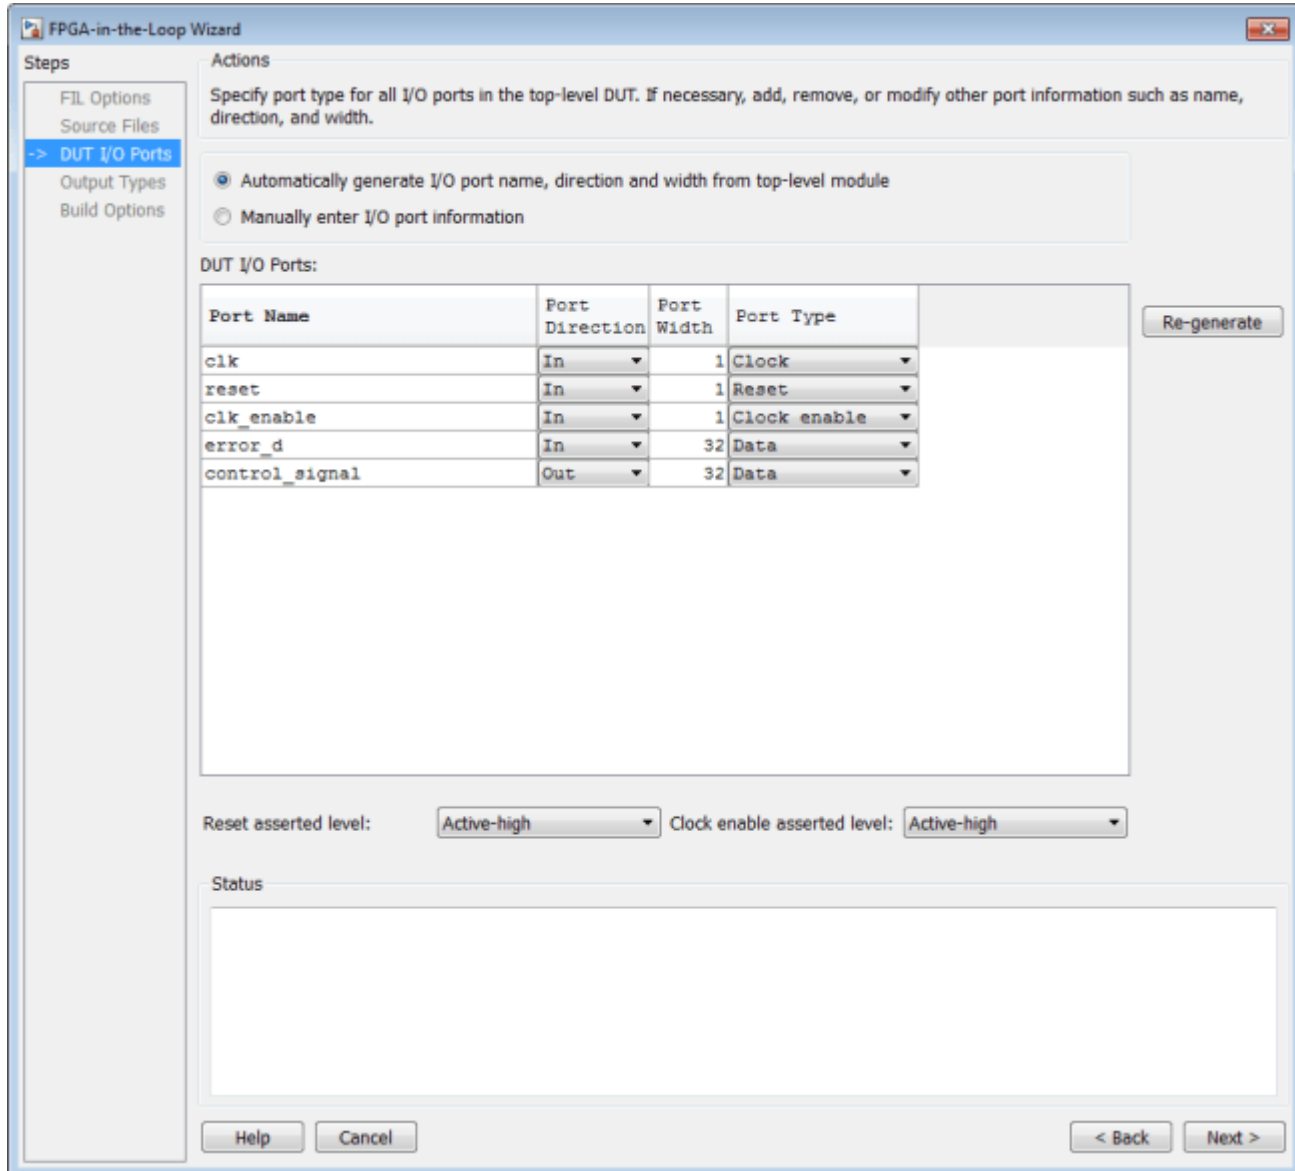 FPGA-in-the-Loop Wizard
Steps
FIL Options
Source Files
-> DUT I/O Ports
Output Types
Build Options
Actions
Specify port type for all I/O ports in the top-level DUT. If necessary, add, remove, or modify other port information such as name,
direction, and width.
Automatically generate I/O port name, direction and width from top-level module
Manually enter I/O port information
DUT I/O Ports:
Port Name Port Direction Port Width Port Type
clk In 1 Clock
reset In 1 Reset
clk_enable In 1 Clock enable
error_d In 32 Data
control_signal Out 32 Data
Re-generate
Reset asserted level: Active-high Clock enable asserted level: Active-high
Status
Help Cancel < Back Next >